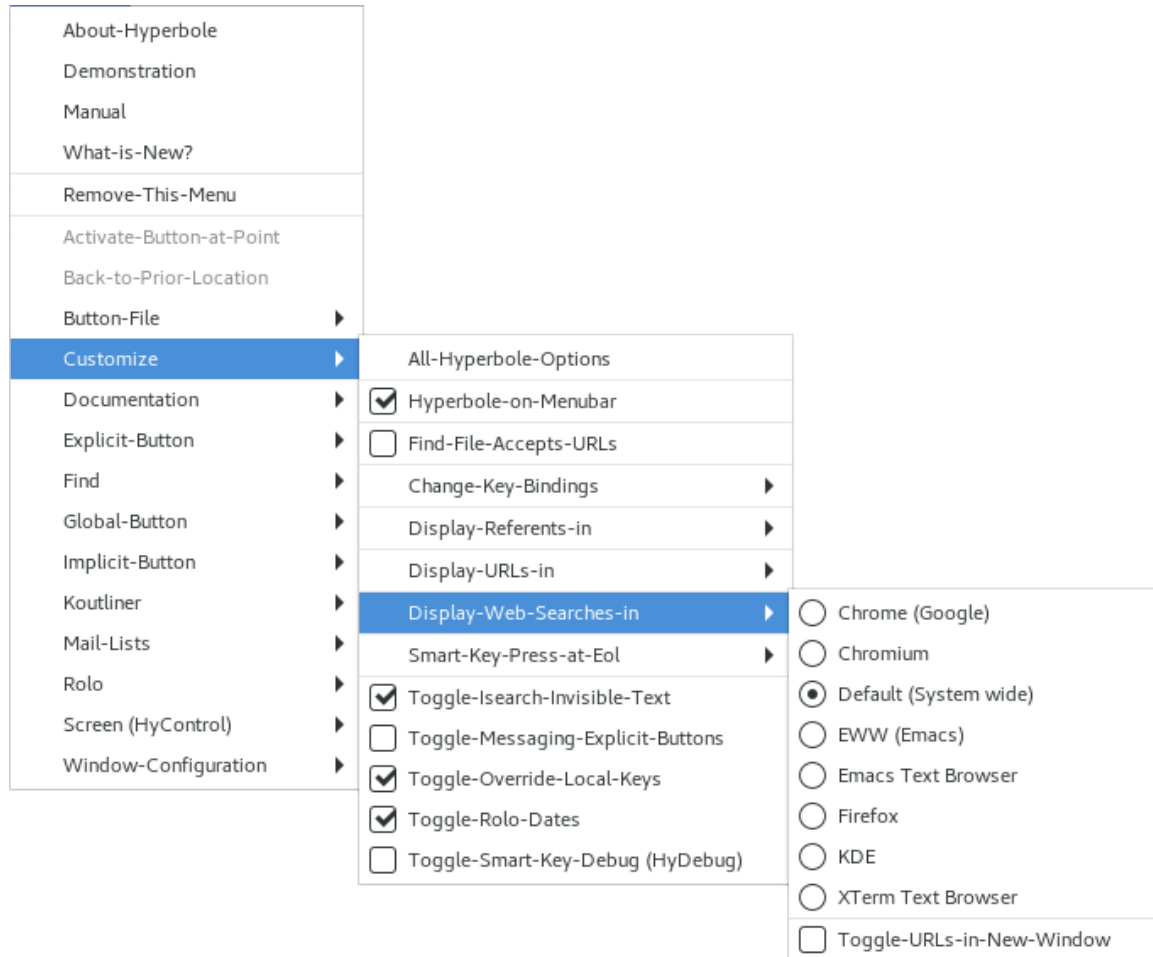 About-Hyperbole
Demonstration
Manual
What-is-New?
Remove-This-Menu
Activate-Button-at-Point
Back-to-Prior-Location
Button-File
Customize
Documentation
Explicit-Button
Find
Global-Button
Implicit-Button
Koutliner
Mail-Lists
Rolo
Screen (HyControl)
Window-Configuration
All-Hyperbole-Options
Hyperbole-on-Menubar
Find-File-Accepts-URLs
Change-Key-Bindings
Display-Referents-in
Display-URLs-in
Display-Web-Searches-in
Smart-Key-Press-at-Eol
Toggle-Isearch-Invisible-Text
Toggle-Messaging-Explicit-Buttons
Toggle-Override-Local-Keys
Toggle-Rolo-Dates
Toggle-Smart-Key-Debug (HyDebug)
Chrome (Google)
Chromium
Default (System wide)
EWW (Emacs)
Emacs Text Browser
Firefox
KDE
XTerm Text Browser
Toggle-URLs-in-New-Window